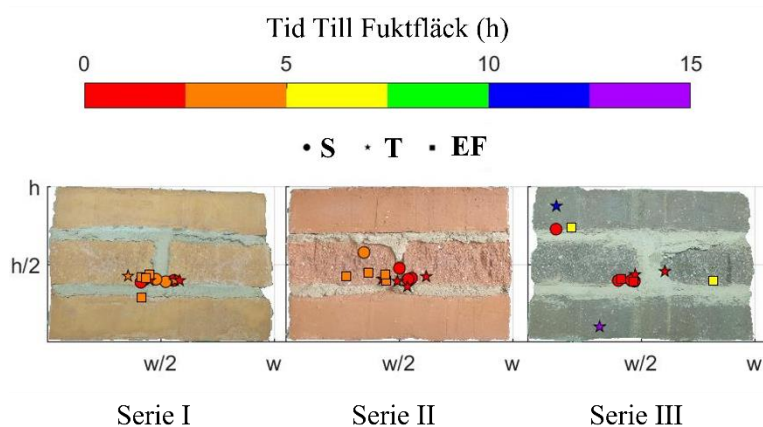 Tid Till Fuktfläck (h)
0 5 10 15
S T EF
h
h/2
w/2 w w/2 w w/2 w
Serie I Serie II Serie III